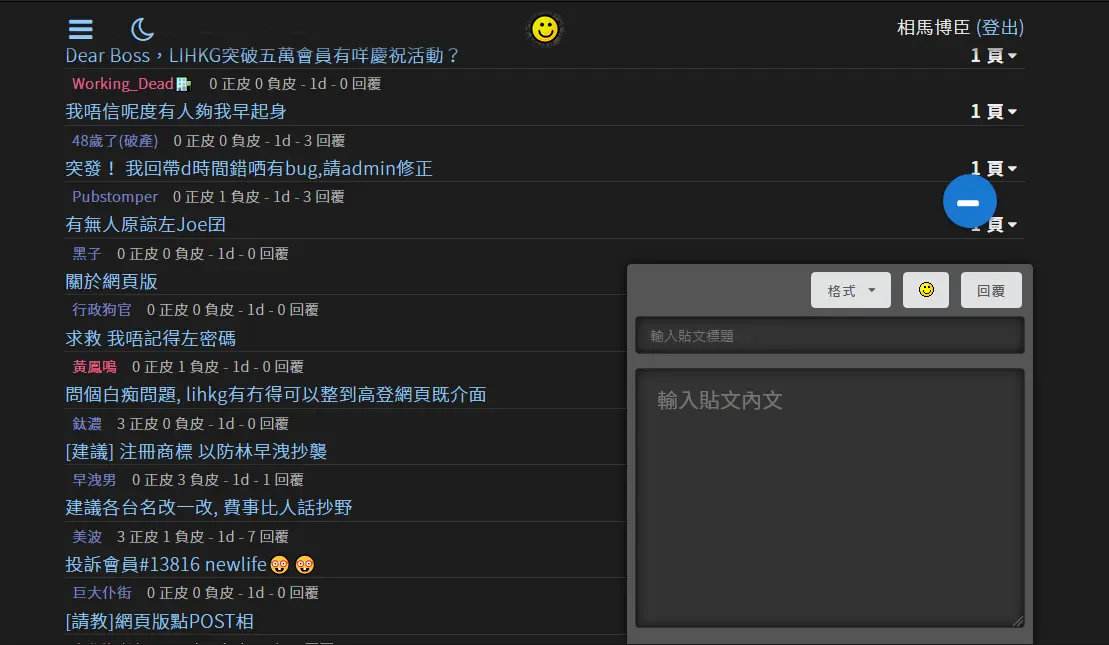 相馬博臣 (登出)
Dear Boss，LIHKG突破五萬會員有咩慶祝活動？ 1 頁
Working_Dead 0 正皮 0 負皮 - 1d - 0 回覆
我唔信呢度有人夠我早起身 1 頁
48歲了(破產) 0 正皮 0 負皮 - 1d - 3 回覆
突發！ 我回帶d時間錯哂有bug,請admin修正 1 頁
Pubstomper 0 正皮 1 負皮 - 1d - 3 回覆
有無人原諒左Joe囝 1 頁
黑子 0 正皮 0 負皮 - 1d - 0 回覆
關於網頁版
行政狗官 0 正皮 0 負皮 - 1d - 0 回覆
求救 我唔記得左密碼
黃鳳鳴 0 正皮 1 負皮 - 1d - 0 回覆
問個白痴問題, lihkg有冇得可以整到高登網頁既介面
鈦濃 3 正皮 0 負皮 - 1d - 0 回覆
[建議] 注冊商標 以防林早洩抄襲
早洩男 0 正皮 3 負皮 - 1d - 1 回覆
建議各台名改一改, 費事比人話抄野
美波 3 正皮 1 負皮 - 1d - 7 回覆
投訴會員#13816 newlife
巨大仆街 0 正皮 0 負皮 - 1d - 0 回覆
[請教]網頁版點POST相
格式
回覆
輸入貼文標題
輸入貼文內文